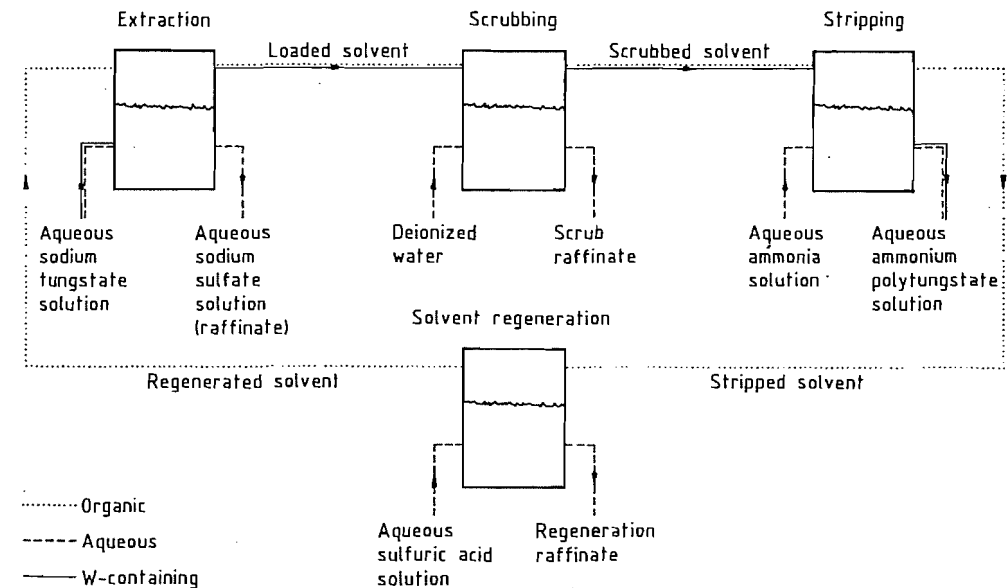 Extraction
Scrubbing
Stripping
Loaded solvent
Scrubbed solvent
Aqueous
sodium
tungstate
solution
Aqueous
sodium
sulfate
solution
(raffinate)
Deionized
water
Scrub
raffinate
Aqueous
ammonia
solution
Aqueous
ammonium
polytungstate
solution
Solvent regeneration
Regenerated solvent
Stripped solvent
Aqueous
sulfuric acid
solution
Regeneration
raffinate
Organic
Aqueous
W-containing